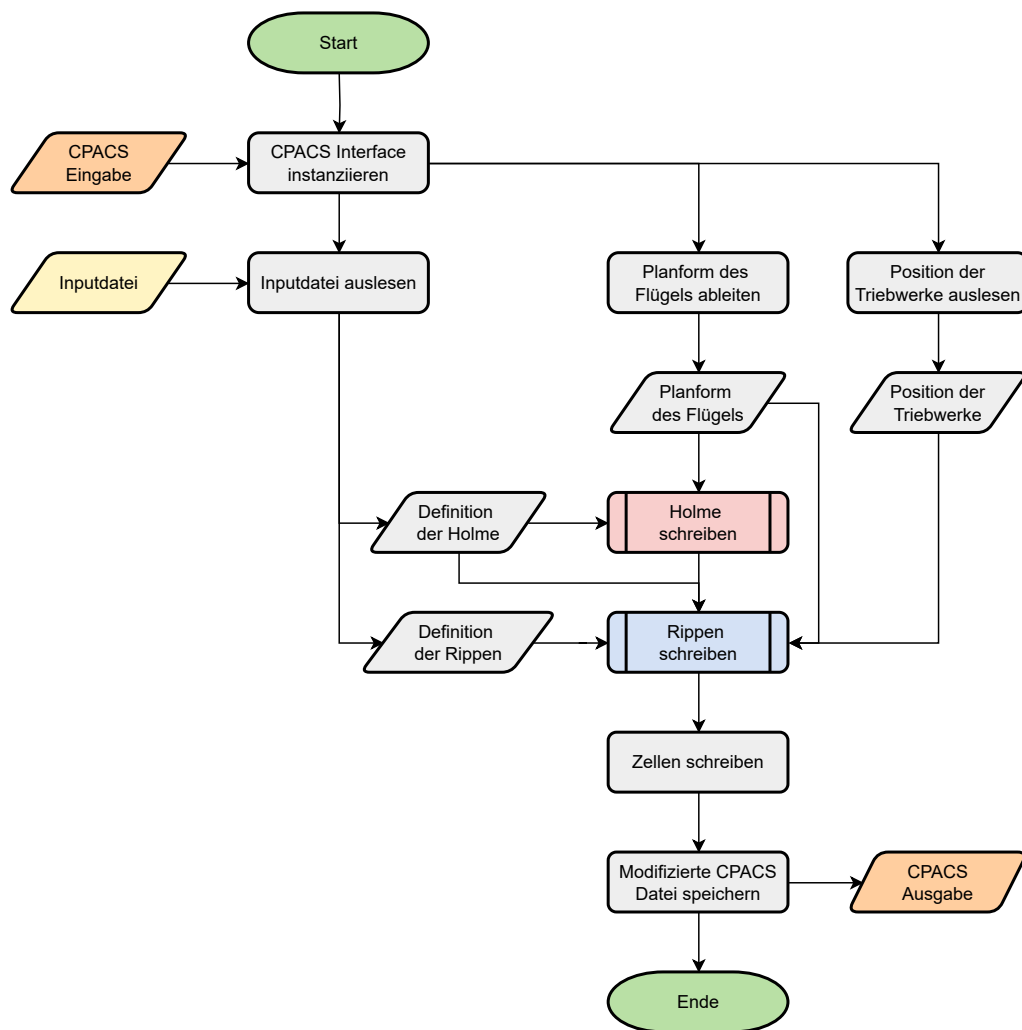 Start
CPACS
Eingabe
CPACS Interface
instanziieren
Inputdatei
Inputdatei auslesen
Planform des
Flügels ableiten
Position der
Triebwerke auslesen
Planform
des Flügels
Position der
Triebwerke
Definition
der Holme
Holme
schreiben
Definition
der Rippen
Rippen
schreiben
Zellen schreiben
Modifizierte CPACS
Datei speichern
CPACS
Ausgabe
Ende